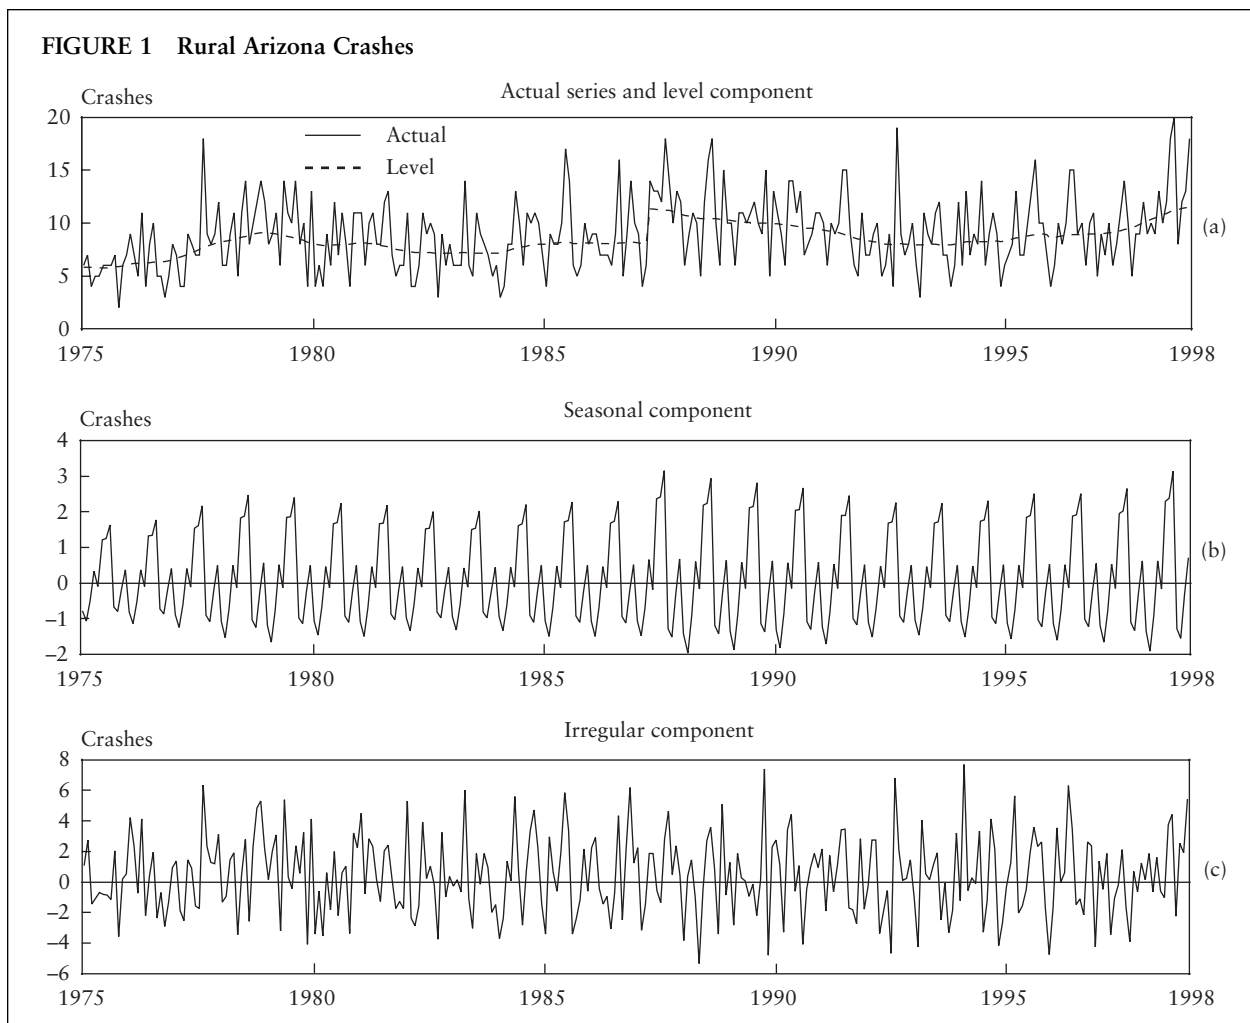 FIGURE 1 Rural Arizona Crashes
Actual series and level component
Crashes
20
15
10
5
0
Actual
Level
(a)
1975 1980 1985 1990 1995 1998
Seasonal component
Crashes
4
3
2
1
0
–1
–2
(b)
1975 1980 1985 1990 1995 1998
Irregular component
Crashes
8
6
4
2
0
–2
–4
–6
(c)
1975 1980 1985 1990 1995 1998